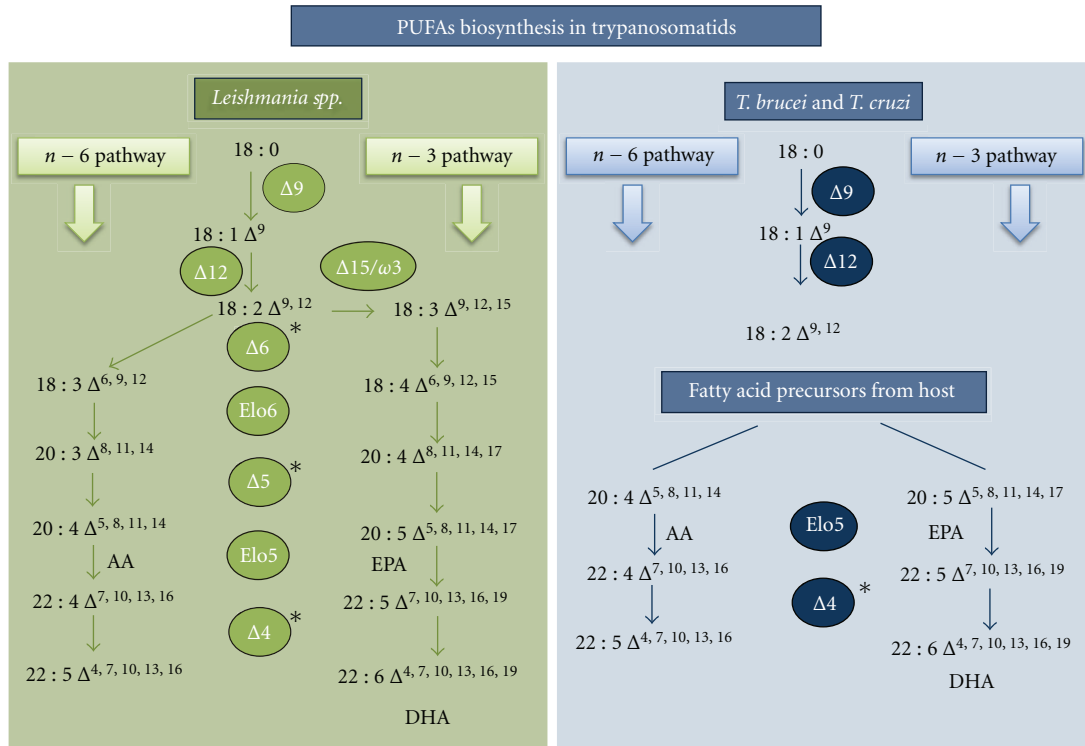 PUFAs biosynthesis in trypanosomatids
Leishmania spp.
n − 6 pathway
n − 3 pathway
18 : 0
Δ9
18 : 1 Δ⁹
Δ12
Δ15/ω3
18 : 2 Δ⁹, ¹²
18 : 3 Δ⁹, ¹², ¹⁵
Δ6*
18 : 3 Δ⁶, ⁹, ¹²
18 : 4 Δ⁶, ⁹, ¹², ¹⁵
Elo6
20 : 3 Δ⁸, ¹¹, ¹⁴
20 : 4 Δ⁸, ¹¹, ¹⁴, ¹⁷
Δ5*
20 : 4 Δ⁵, ⁸, ¹¹, ¹⁴
20 : 5 Δ⁵, ⁸, ¹¹, ¹⁴, ¹⁷
AA
Elo5
EPA
22 : 4 Δ⁷, ¹⁰, ¹³, ¹⁶
22 : 5 Δ⁷, ¹⁰, ¹³, ¹⁶, ¹⁹
Δ4*
22 : 5 Δ⁴, ⁷, ¹⁰, ¹³, ¹⁶
22 : 6 Δ⁴, ⁷, ¹⁰, ¹³, ¹⁶, ¹⁹
DHA
T. brucei and T. cruzi
n − 6 pathway
n − 3 pathway
18 : 0
Δ9
18 : 1 Δ⁹
Δ12
18 : 2 Δ⁹, ¹²
Fatty acid precursors from host
20 : 4 Δ⁵, ⁸, ¹¹, ¹⁴
20 : 5 Δ⁵, ⁸, ¹¹, ¹⁴, ¹⁷
AA
Elo5
EPA
22 : 4 Δ⁷, ¹⁰, ¹³, ¹⁶
22 : 5 Δ⁷, ¹⁰, ¹³, ¹⁶, ¹⁹
Δ4*
22 : 5 Δ⁴, ⁷, ¹⁰, ¹³, ¹⁶
22 : 6 Δ⁴, ⁷, ¹⁰, ¹³, ¹⁶, ¹⁹
DHA